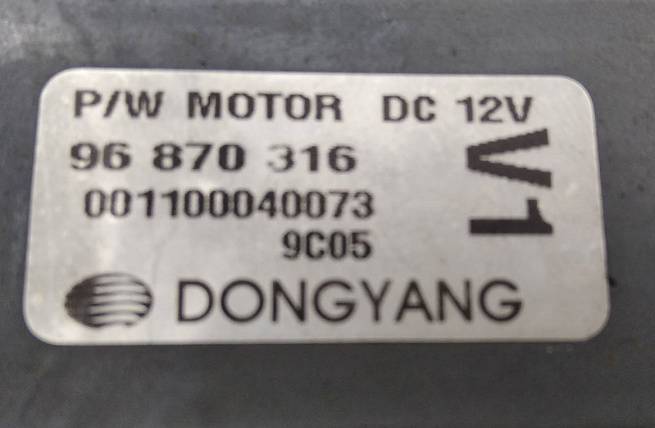 P/W MOTOR DC 12V
96 870 316
V1
001100040073
9C05
DONGYANG